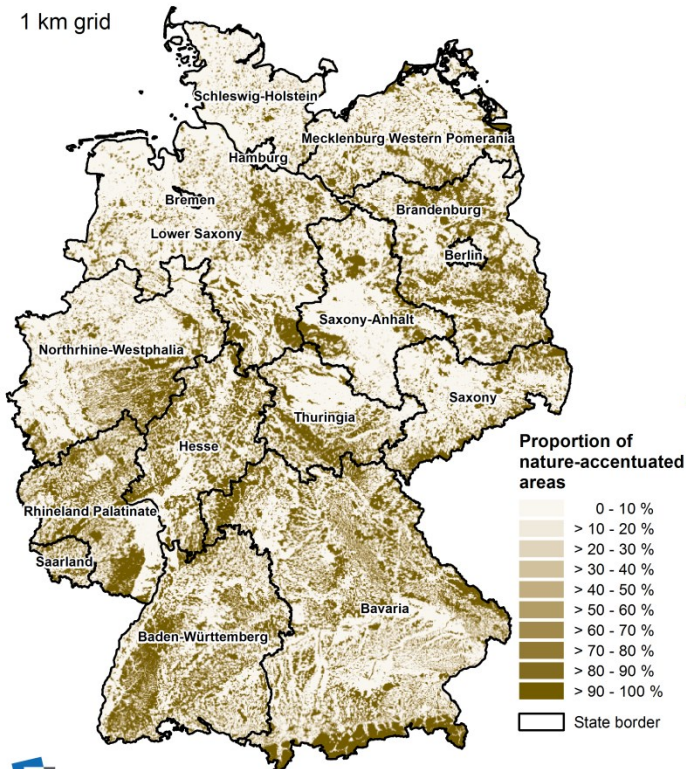 1 km grid
Schleswig-Holstein
Mecklenburg Western Pomerania
Hamburg
Bremen
Brandenburg
Lower Saxony
Berlin
Saxony-Anhalt
Northrhine-Westphalia
Saxony
Thuringia
Hesse
Rhineland Palatinate
Saarland
Bavaria
Baden-Württemberg
Proportion of
nature-accentuated
areas
0 - 10 %
> 10 - 20 %
> 20 - 30 %
> 30 - 40 %
> 40 - 50 %
> 50 - 60 %
> 60 - 70 %
> 70 - 80 %
> 80 - 90 %
> 90 - 100 %
State border